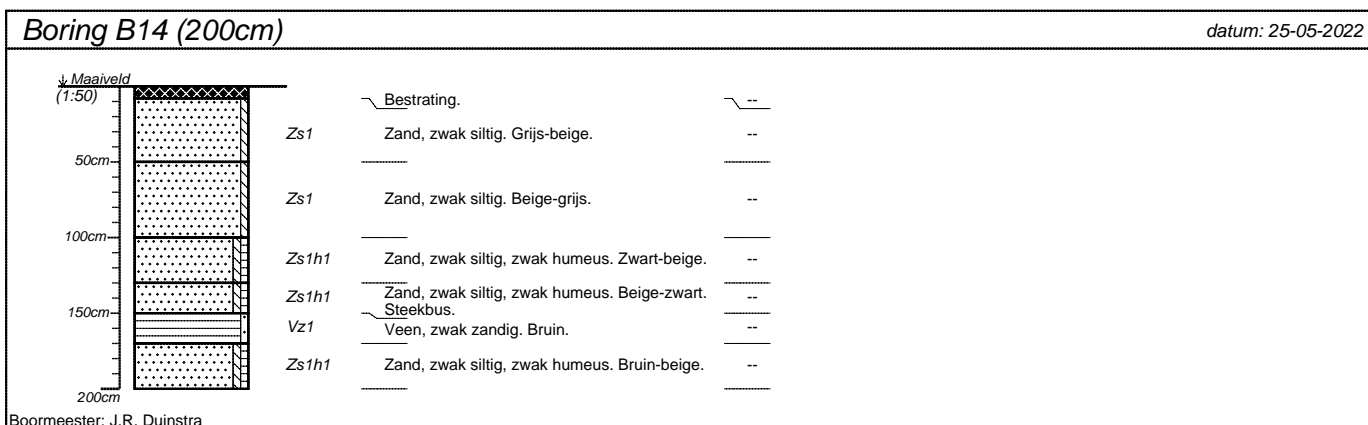 Boring B14 (200cm) datum: 25-05-2022
Maaiveld
(1:50) Bestrating. --
Zs1 Zand, zwak siltig. Grijs-beige. --
50cm
Zs1 Zand, zwak siltig. Beige-grijs. --
100cm
Zs1h1 Zand, zwak siltig, zwak humeus. Zwart-beige. --
Zs1h1 Zand, zwak siltig, zwak humeus. Beige-zwart. --
Steekbus.
150cm
Vz1 Veen, zwak zandig. Bruin. --
Zs1h1 Zand, zwak siltig, zwak humeus. Bruin-beige. --
200cm
Boormeester: J.R. Duinstra